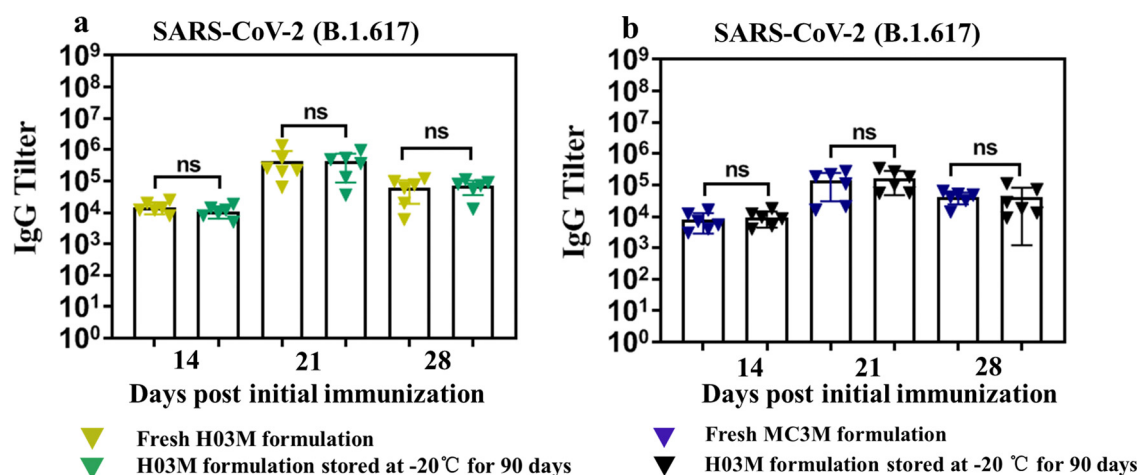 a
SARS-CoV-2 (B.1.617)
10⁹
10⁸
10⁷
10⁶
10⁵
10⁴
10³
10²
10¹
10⁰
IgG Tilter
ns
ns
ns
14 21 28
Days post initial immunization
Fresh H03M formulation
H03M formulation stored at -20℃ for 90 days
b
SARS-CoV-2 (B.1.617)
10⁹
10⁸
10⁷
10⁶
10⁵
10⁴
10³
10²
10¹
10⁰
IgG Tilter
ns
ns
ns
14 21 28
Days post initial immunization
Fresh MC3M formulation
H03M formulation stored at -20 ℃ for 90 days